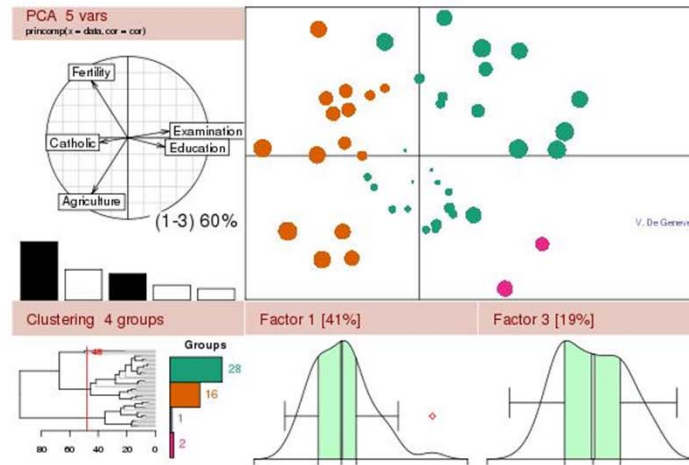 PCA 5 vars
princomp(x = data, cor = cor)
Fertility
Examination
Catholic
Education
Agriculture
(1-3) 60%
V. De Geneve
Clustering 4 groups
Factor 1 [41%]
Factor 3 [19%]
Groups
48
28
16
1
2
80 60 40 20 0